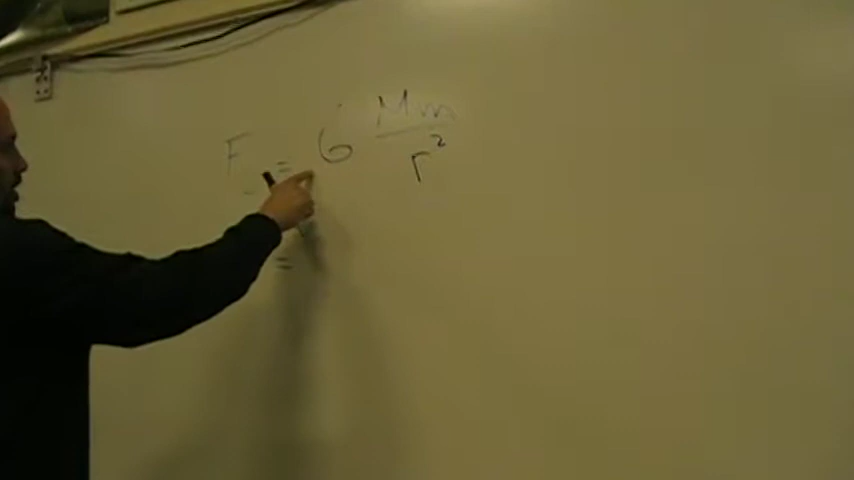 F = G Mm / r²
=